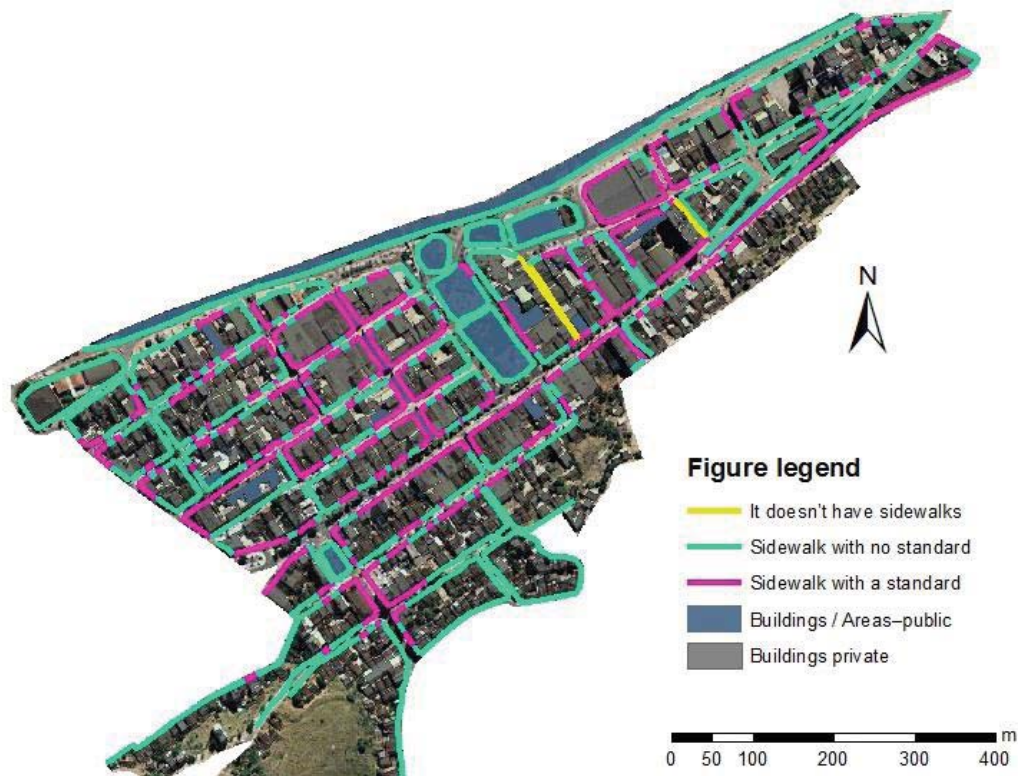 N
Figure legend
It doesn't have sidewalks
Sidewalk with no standard
Sidewalk with a standard
Buildings / Areas–public
Buildings private
m
0 50 100 200 300 400